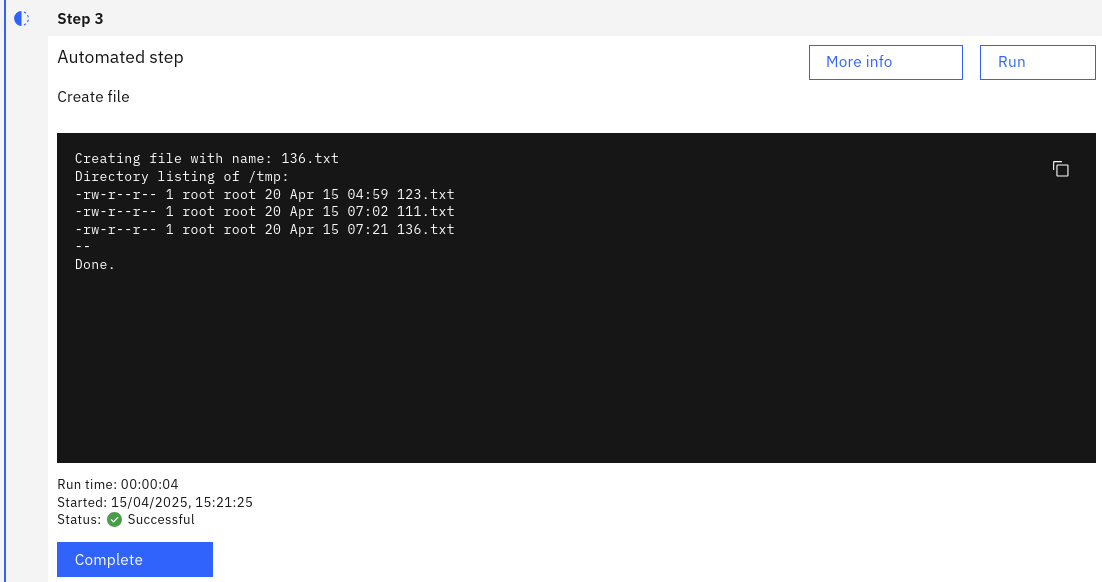 Step 3
Automated step
More info
Run
Create file
Creating file with name: 136.txt
Directory listing of /tmp:
-rw-r--r-- 1 root root 20 Apr 15 04:59 123.txt
-rw-r--r-- 1 root root 20 Apr 15 07:02 111.txt
-rw-r--r-- 1 root root 20 Apr 15 07:21 136.txt
--
Done.
Run time: 00:00:04
Started: 15/04/2025, 15:21:25
Status: Successful
Complete